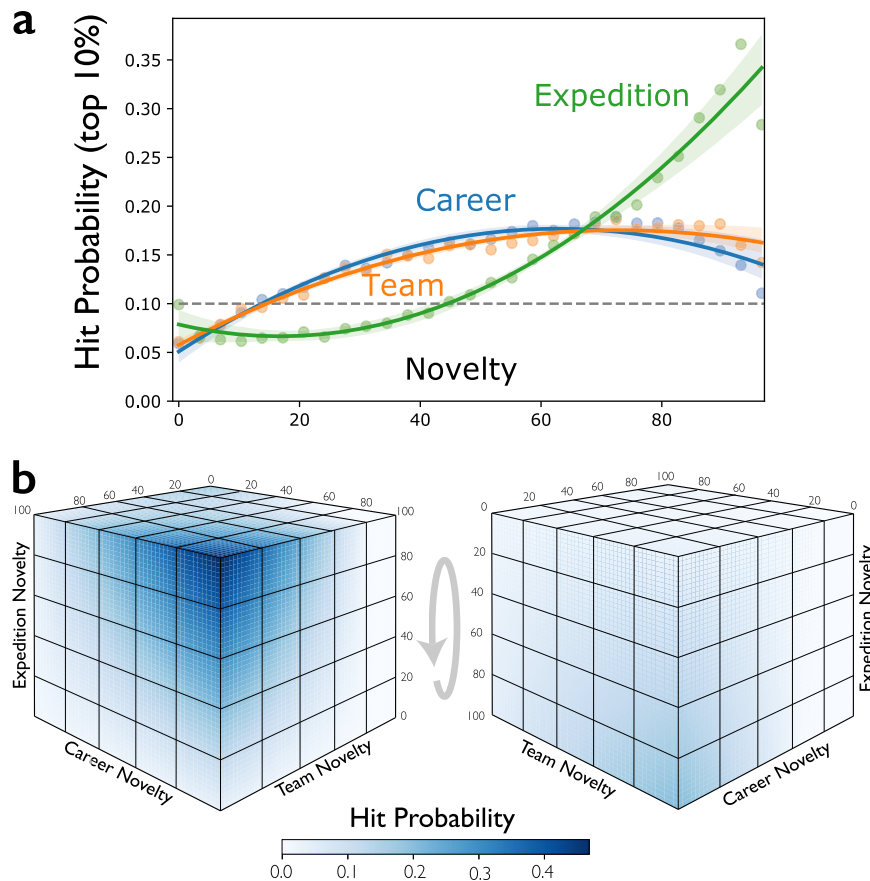 a
Hit Probability (top 10%)
0.35
0.30
0.25
0.20
0.15
0.10
0.05
0.00
Expedition
Career
Team
Novelty
0 20 40 60 80
b
100 80 60 40 20 0 20 40 60 80 100
80
60
40
20
0
Expedition Novelty
Career Novelty
Team Novelty
0 20 40 60 80 100 80 60 40 20 0
20
40
60
80
100
Team Novelty
Career Novelty
Expedition Novelty
Hit Probability
0.0 0.1 0.2 0.3 0.4